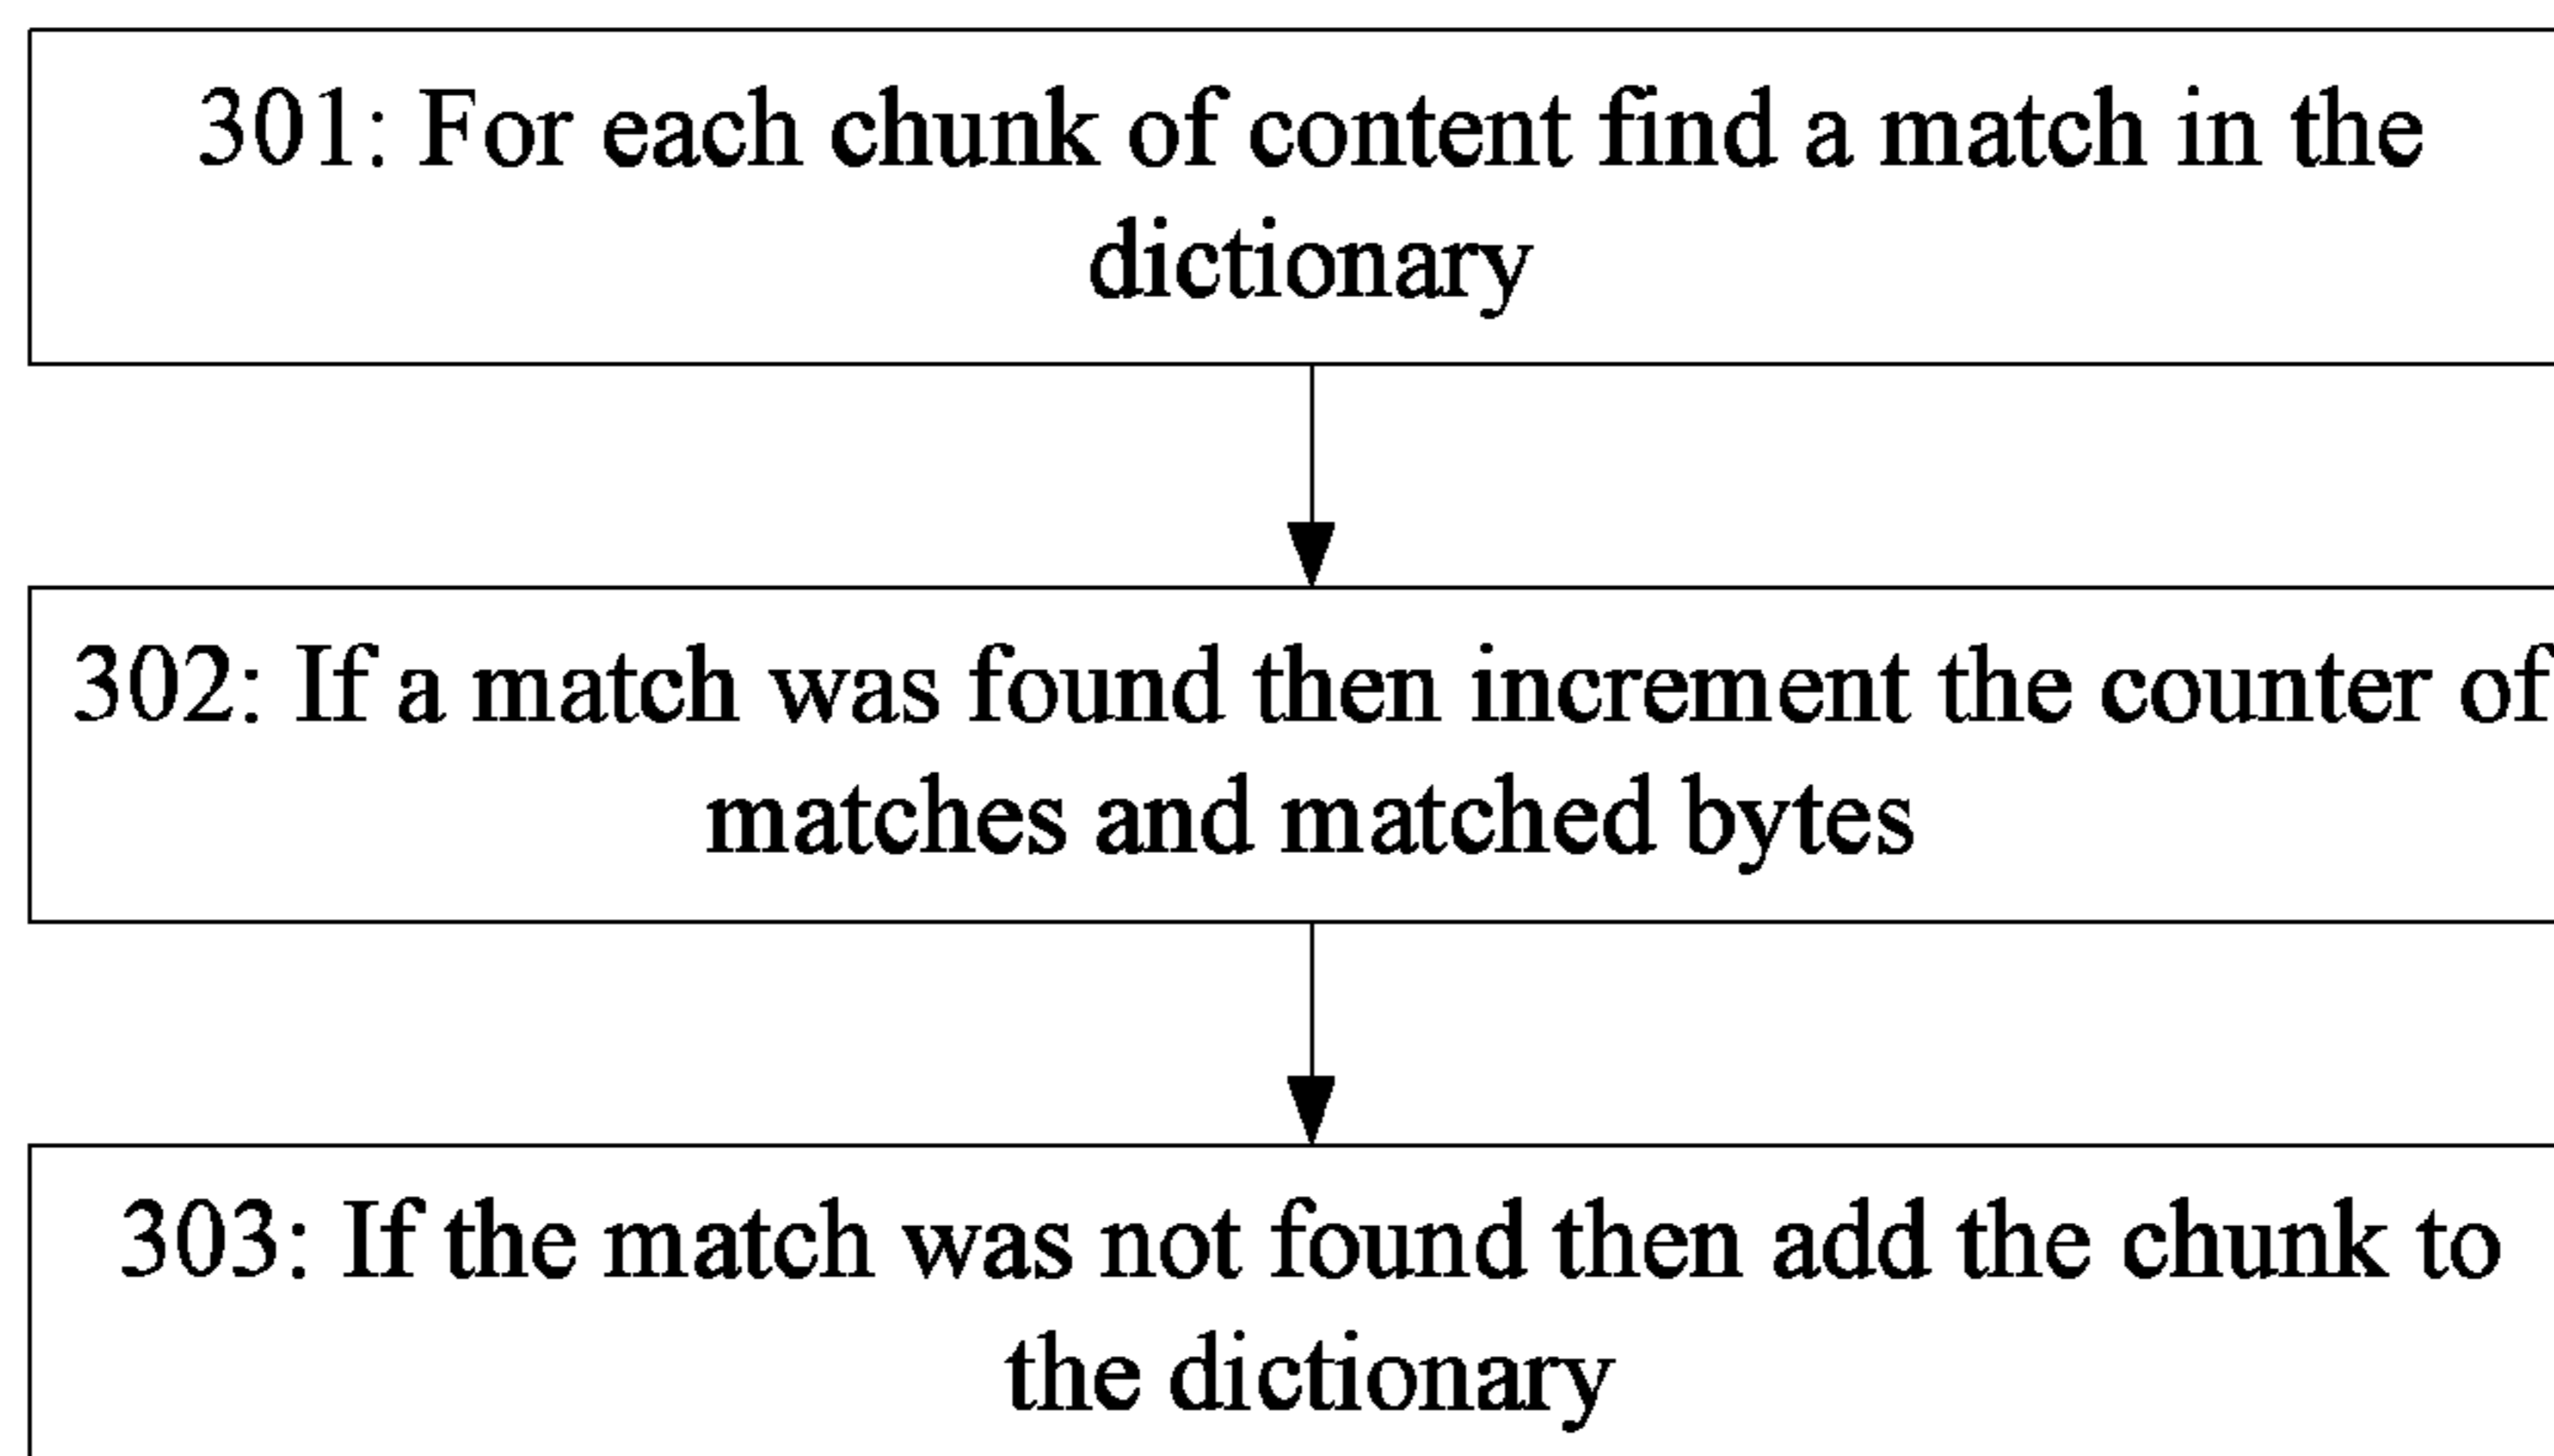 301: For each chunk of content find a match in the
dictionary
302: If a match was found then increment the counter of
matches and matched bytes
303: If the match was not found then add the chunk to
the dictionary